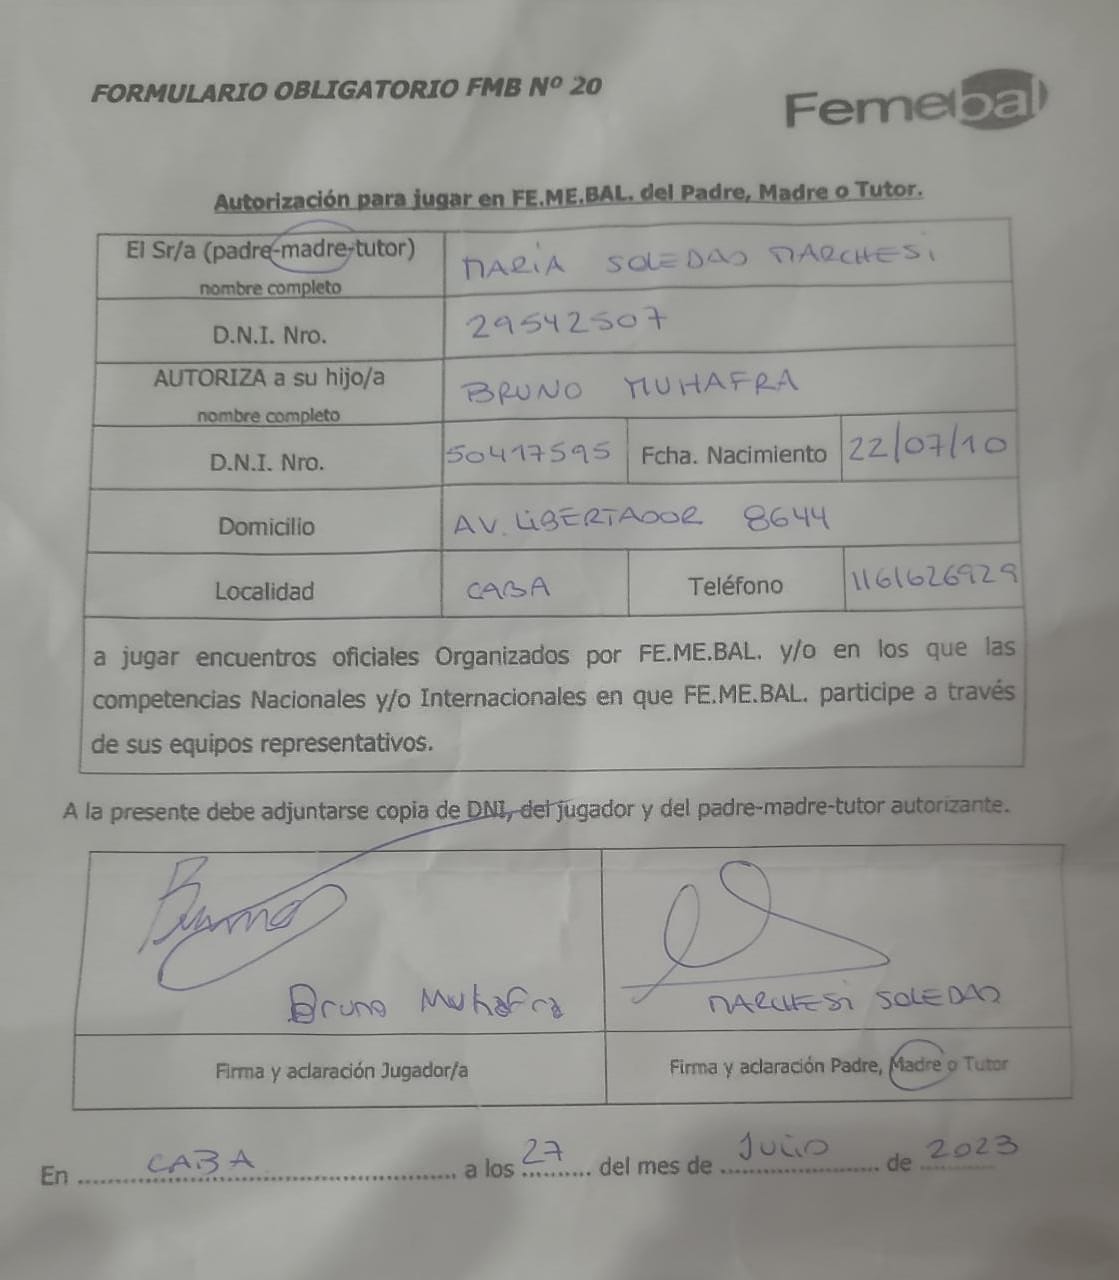 FORMULARIO OBLIGATORIO FMB Nº 20
Femebal
Autorización para jugar en FE.ME.BAL. del Padre, Madre o Tutor.
El Sr/a (padre-madre-tutor)
nombre completo
MARIA SOLEDAD MARCHESI
D.N.I. Nro.
29542507
AUTORIZA a su hijo/a
nombre completo
BRUNO MUHAFRA
D.N.I. Nro.
50417595
Fcha. Nacimiento
22/07/10
Domicilio
AV. LIBERTADOR 8644
Localidad
CABA
Teléfono
1161626929
a jugar encuentros oficiales Organizados por FE.ME.BAL. y/o en los que las
competencias Nacionales y/o Internacionales en que FE.ME.BAL. participe a través
de sus equipos representativos.
A la presente debe adjuntarse copia de DNI, del jugador y del padre-madre-tutor autorizante.
Bruno
Bruno Muhafra
MARCHESI SOLEDAD
Firma y aclaración Jugador/a
Firma y aclaración Padre, Madre o Tutor
En CABA a los 27 del mes de Julio de 2023